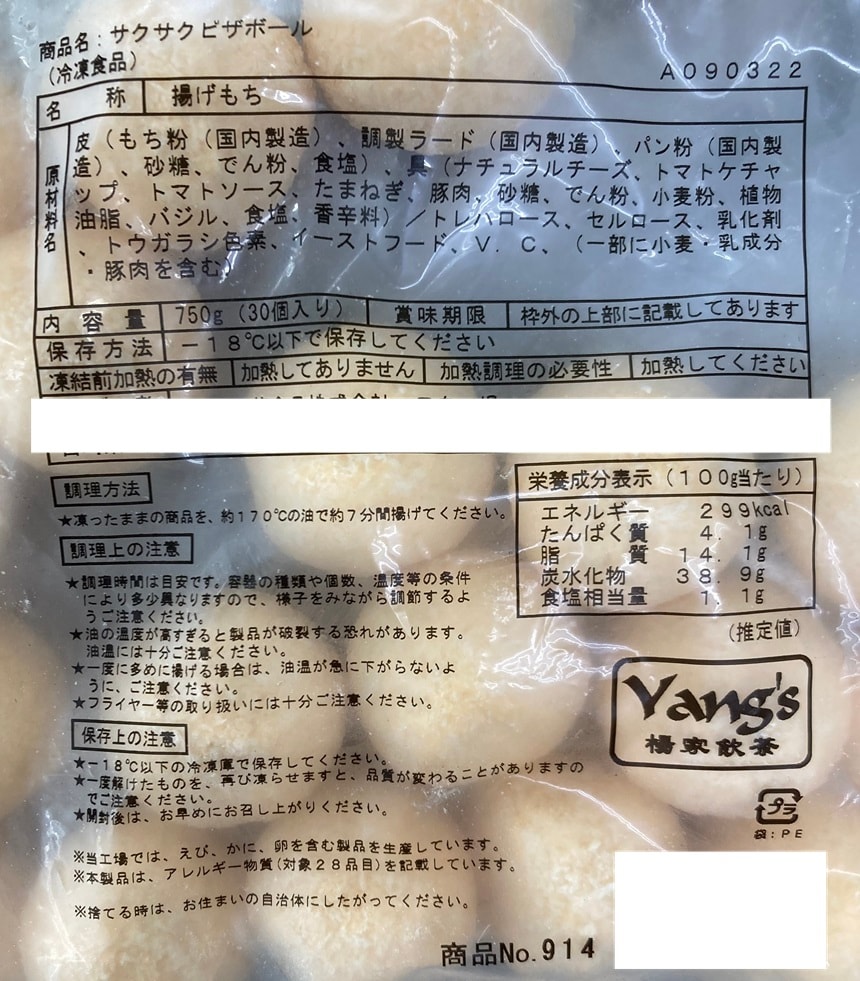 商品名：サクサクピザボール
（冷凍食品）
A090322
名　称　揚げもち
原材料名
皮（もち粉（国内製造）、調製ラード（国内製造）、パン粉（国内製
造）、砂糖、でん粉、食塩）、具（ナチュラルチーズ、トマトケチャ
ップ、トマトソース、たまねぎ、豚肉、砂糖、でん粉、小麦粉、植物
油脂、バジル、食塩、香辛料）／トレハロース、セルロース、乳化剤
、トウガラシ色素、イーストフード、V．C、（一部に小麦・乳成分
・豚肉を含む）
内容量　750g（30個入り）　賞味期限　枠外の上部に記載してあります
保存方法　－18℃以下で保存してください
凍結前加熱の有無　加熱してありません　加熱調理の必要性　加熱してください
調理方法
★凍ったままの商品を、約170℃の油で約7分間揚げてください。
調理上の注意
★調理時間は目安です。容器の種類や個数、温度等の条件
により多少異なりますので、様子をみながら調節するよ
うご注意ください。
★油の温度が高すぎると製品が破裂する恐れがあります。
油温には十分ご注意ください。
★一度に多めに揚げる場合は、油温が急に下がらないよ
うに、ご注意ください。
★フライヤー等の取り扱いには十分ご注意ください。
保存上の注意
★－18℃以下の冷凍庫で保存してください。
★一度解けたものを、再び凍らせますと、品質が変わることがありますの
でご注意ください。
★開封後は、お早めにお召し上がりください。
※当工場では、えび、かに、卵を含む製品を生産しています。
※本製品は、アレルギー物質（対象28品目）を記載しています。
※捨てる時は、お住まいの自治体にしたがってください。
栄養成分表示（100g当たり）
エネルギー　299kcal
たんぱく質　4．1g
脂質　14．1g
炭水化物　38．9g
食塩相当量　1．1g
（推定値）
Yang's
楊家飲茶
プラ
袋：PE
商品No.914